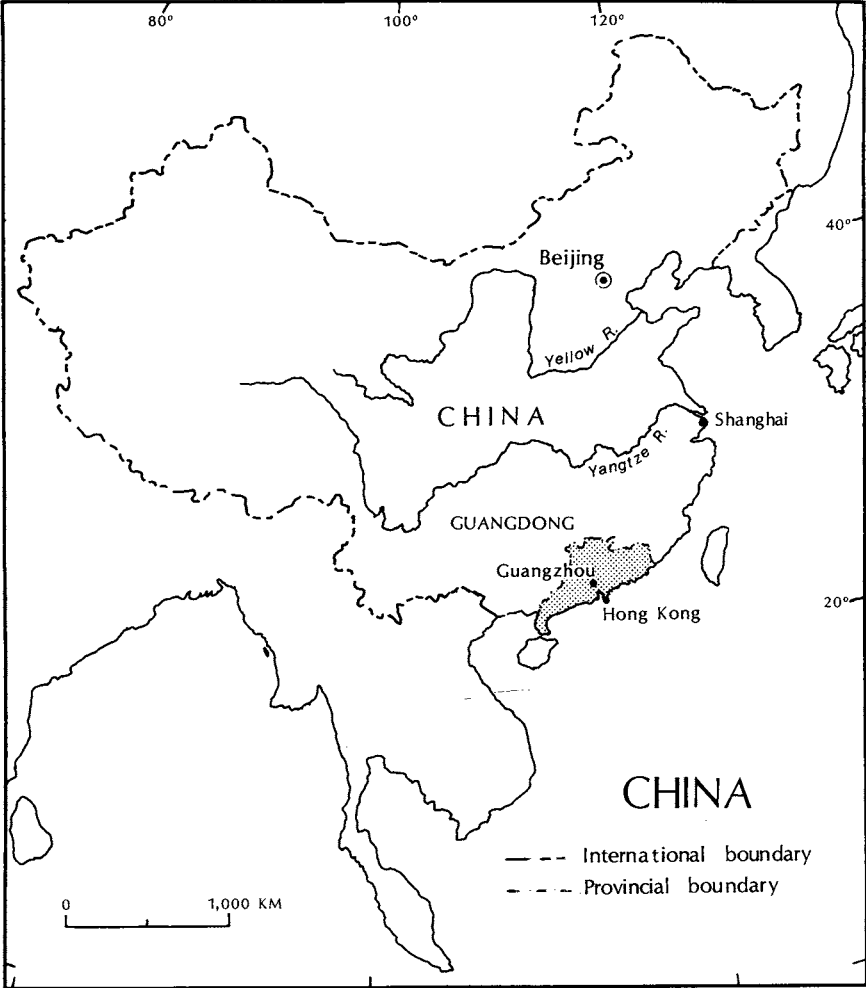 80° 100° 120°
40°
Beijing
Yellow R.
CHINA
Shanghai
Yangtze R.
GUANGDONG
Guangzhou
20°
Hong Kong
CHINA
International boundary
Provincial boundary
0 1,000 KM